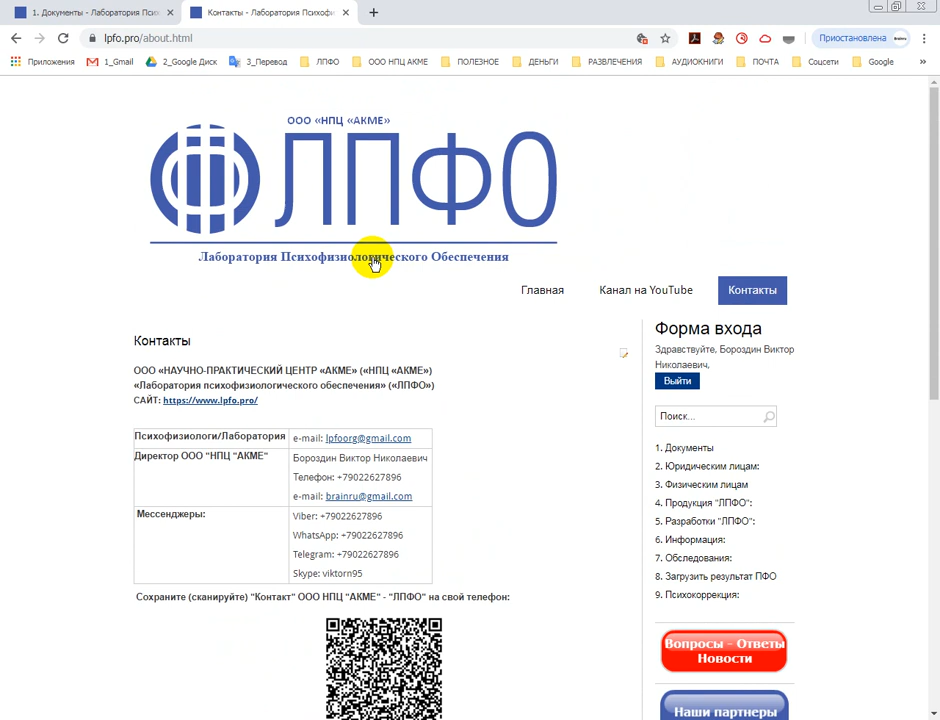 1. Документы - Лаборатория Психс
Контакты - Лаборатория Психофи
lpfo.pro/about.html
Приостановлена
Приложения
1_Gmail
2_Google Диск
3_Перевод
ЛПФО
ООО НПЦ АКМЕ
ПОЛЕЗНОЕ
ДЕНЬГИ
РАЗВЛЕЧЕНИЯ
АУДИОКНИГИ
ПОЧТА
Соцсети
Google
ООО «НПЦ «АКМЕ»
ЛПФО
Лаборатория Психофизиологического Обеспечения
Главная
Канал на YouTube
Контакты
Контакты
ООО «НАУЧНО-ПРАКТИЧЕСКИЙ ЦЕНТР «АКМЕ» («НПЦ «АКМЕ»)
«Лаборатория психофизиологического обеспечения» («ЛПФО»)
САЙТ: https://www.lpfo.pro/
Психофизиологи/Лаборатория
e-mail: lpfoorg@gmail.com
Директор ООО "НПЦ "АКМЕ"
Бороздин Виктор Николаевич
Телефон: +79022627896
e-mail: brainru@gmail.com
Мессенджеры:
Viber: +79022627896
WhatsApp: +79022627896
Telegram: +79022627896
Skype: viktorn95
Сохраните (сканируйте) "Контакт" ООО НПЦ "АКМЕ" - "ЛПФО" на свой телефон:
Форма входа
Здравствуйте, Бороздин Виктор
Николаевич,
Выйти
Поиск...
1. Документы
2. Юридическим лицам:
3. Физическим лицам
4. Продукция "ЛПФО":
5. Разработки "ЛПФО":
6. Информация:
7. Обследования:
8. Загрузить результат ПФО
9. Психокоррекция:
Вопросы - Ответы
Новости
Наши партнеры